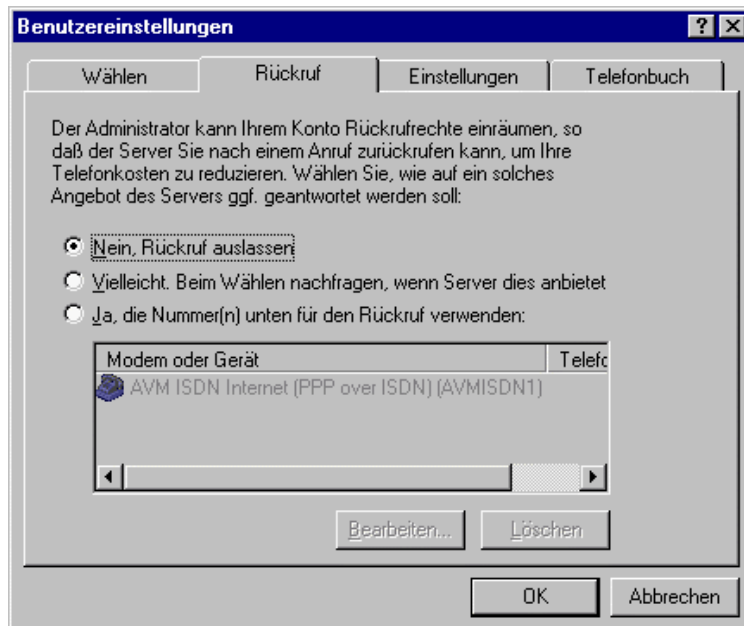 Benutzereinstellungen
Wählen Rückruf Einstellungen Telefonbuch
Der Administrator kann Ihrem Konto Rückrufrechte einräumen, so
daß der Server Sie nach einem Anruf zurückrufen kann, um Ihre
Telefonkosten zu reduzieren. Wählen Sie, wie auf ein solches
Angebot des Servers ggf. geantwortet werden soll:
Nein, Rückruf auslassen
Vielleicht. Beim Wählen nachfragen, wenn Server dies anbietet
Ja, die Nummer(n) unten für den Rückruf verwenden:
Modem oder Gerät Telefo
AVM ISDN Internet (PPP over ISDN) (AVMISDN1)
Bearbeiten... Löschen
OK Abbrechen